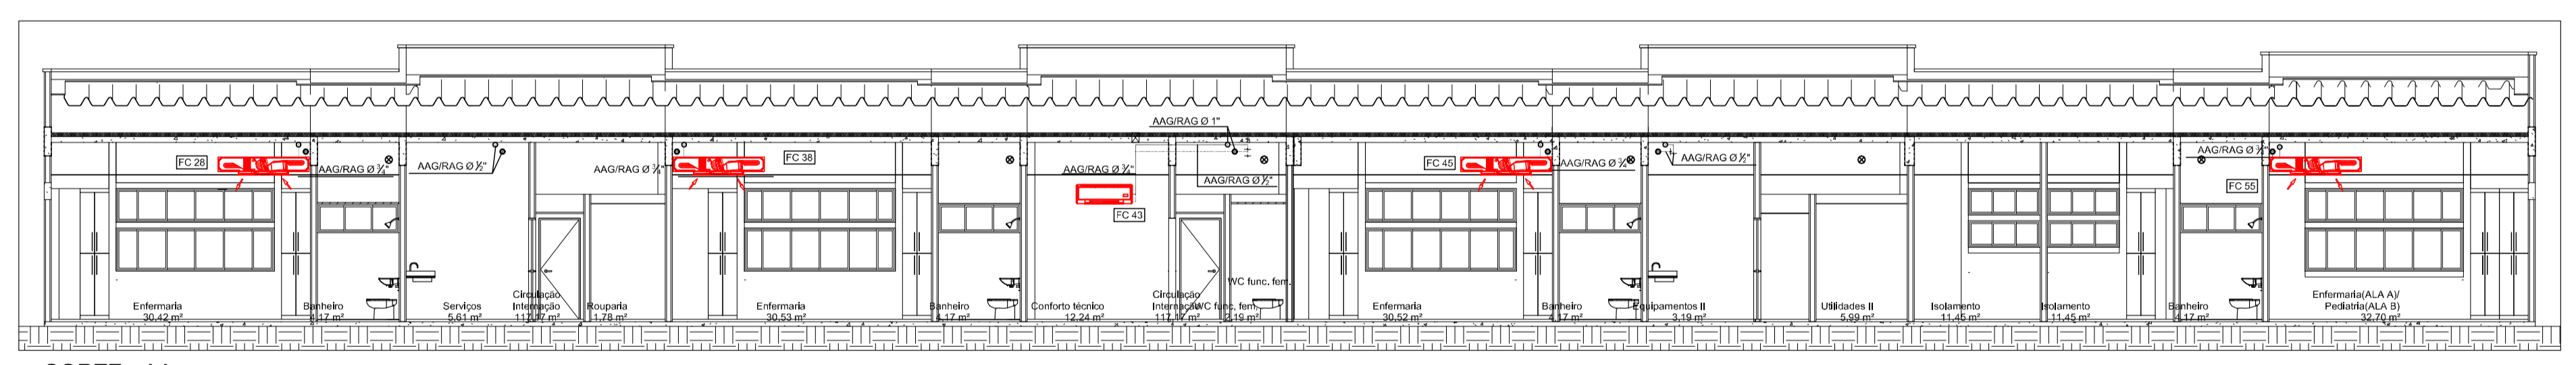 AAG/RAG Ø 1"
FC 28
AAG/RAG Ø ¾"
AAG/RAG Ø ½"
AAG/RAG Ø ¾"
FC 38
AAG/RAG Ø ¾"
AAG/RAG Ø ½"
FC 43
FC 45
AAG/RAG Ø ¾"
AAG/RAG Ø ½"
AAG/RAG Ø ¾"
FC 55
Enfermaria
30,42 m²
Banheiro
4,17 m²
Serviços
5,61 m²
Circulação
Internação
117,17 m²
Rouparia
1,78 m²
Enfermaria
30,53 m²
Banheiro
4,17 m²
Conforto técnico
12,24 m²
Circulação
Internação
117,17 m²
WC func. fem.
WC func. fem.
2,19 m²
Enfermaria
30,52 m²
Banheiro
4,17 m²
Equipamentos II
3,19 m²
Utilidades II
5,99 m²
Isolamento
11,45 m²
Isolamento
11,45 m²
Banheiro
4,17 m²
Enfermaria(ALA A)/
Pediatria(ALA B)
32,70 m²